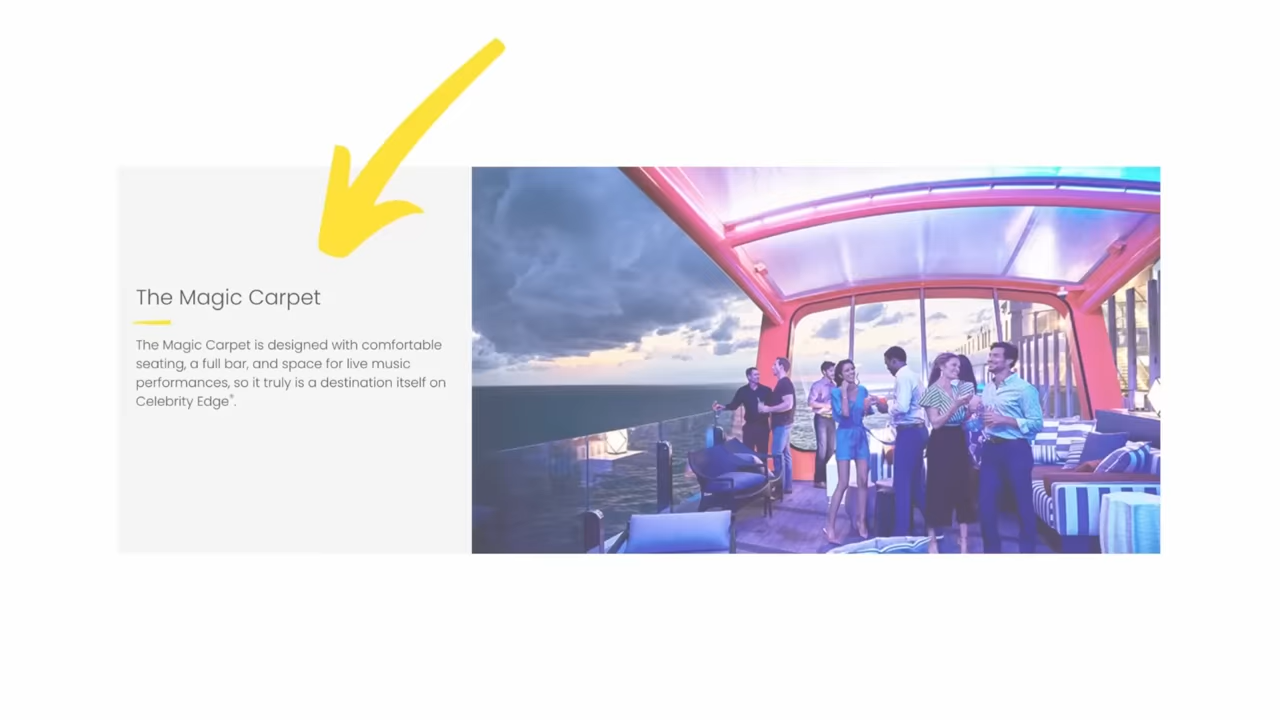 The Magic Carpet
The Magic Carpet is designed with comfortable
seating, a full bar, and space for live music
performances, so it truly is a destination itself on
Celebrity Edge®.